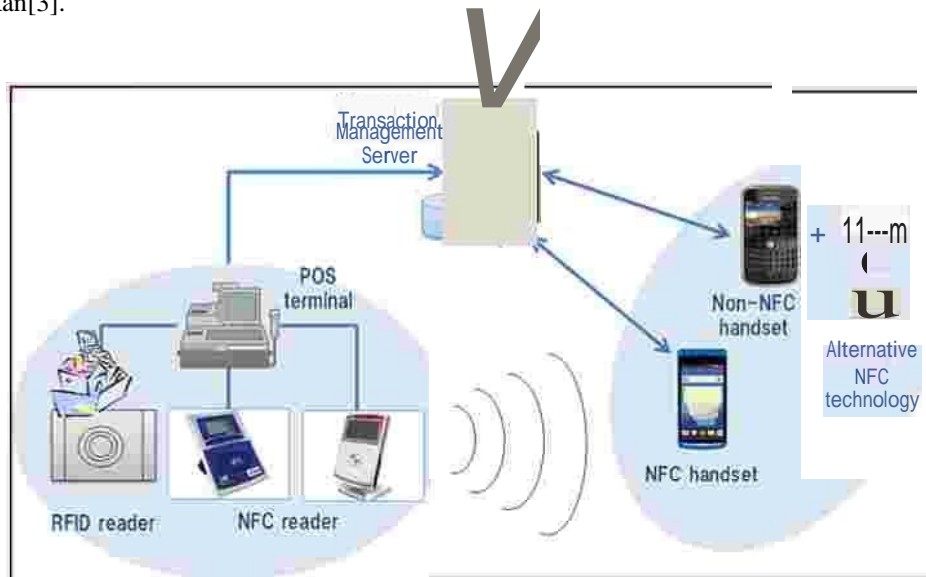 an[3].
V
Transaction
Management
Server
POS
terminal
Non-NFC
handset
+ 11---m
u
Alternative
NFC
technology
NFC handset
RFID reader
NFC reader